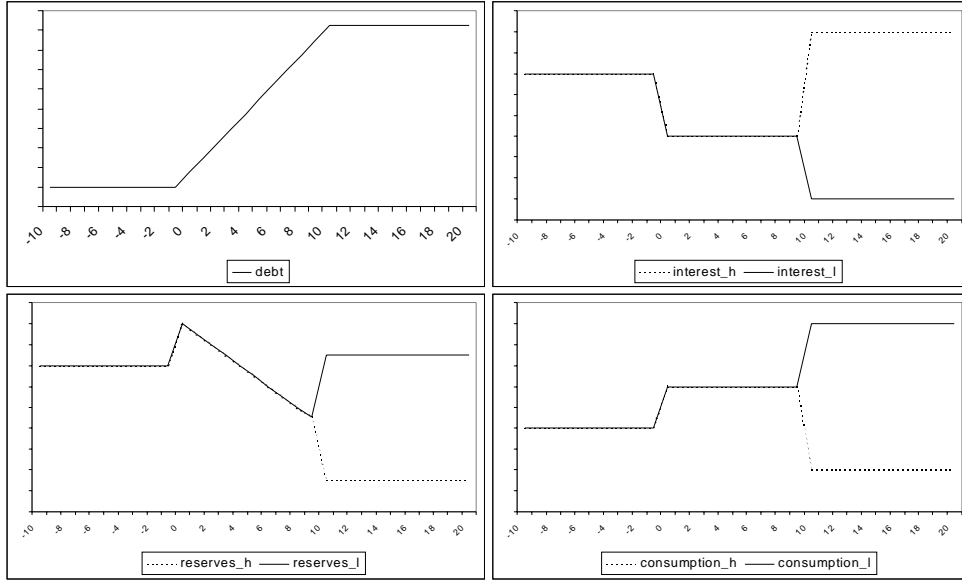 -10 -8 -6 -4 -2 0 2 4 6 8 10 12 14 16 18 20
debt
-10 -8 -6 -4 -2 0 2 4 6 8 10 12 14 16 18 20
interest_h interest_l
-10 -8 -6 -4 -2 0 2 4 6 8 10 12 14 16 18 20
reserves_h reserves_l
-10 -8 -6 -4 -2 0 2 4 6 8 10 12 14 16 18 20
consumption_h consumption_l